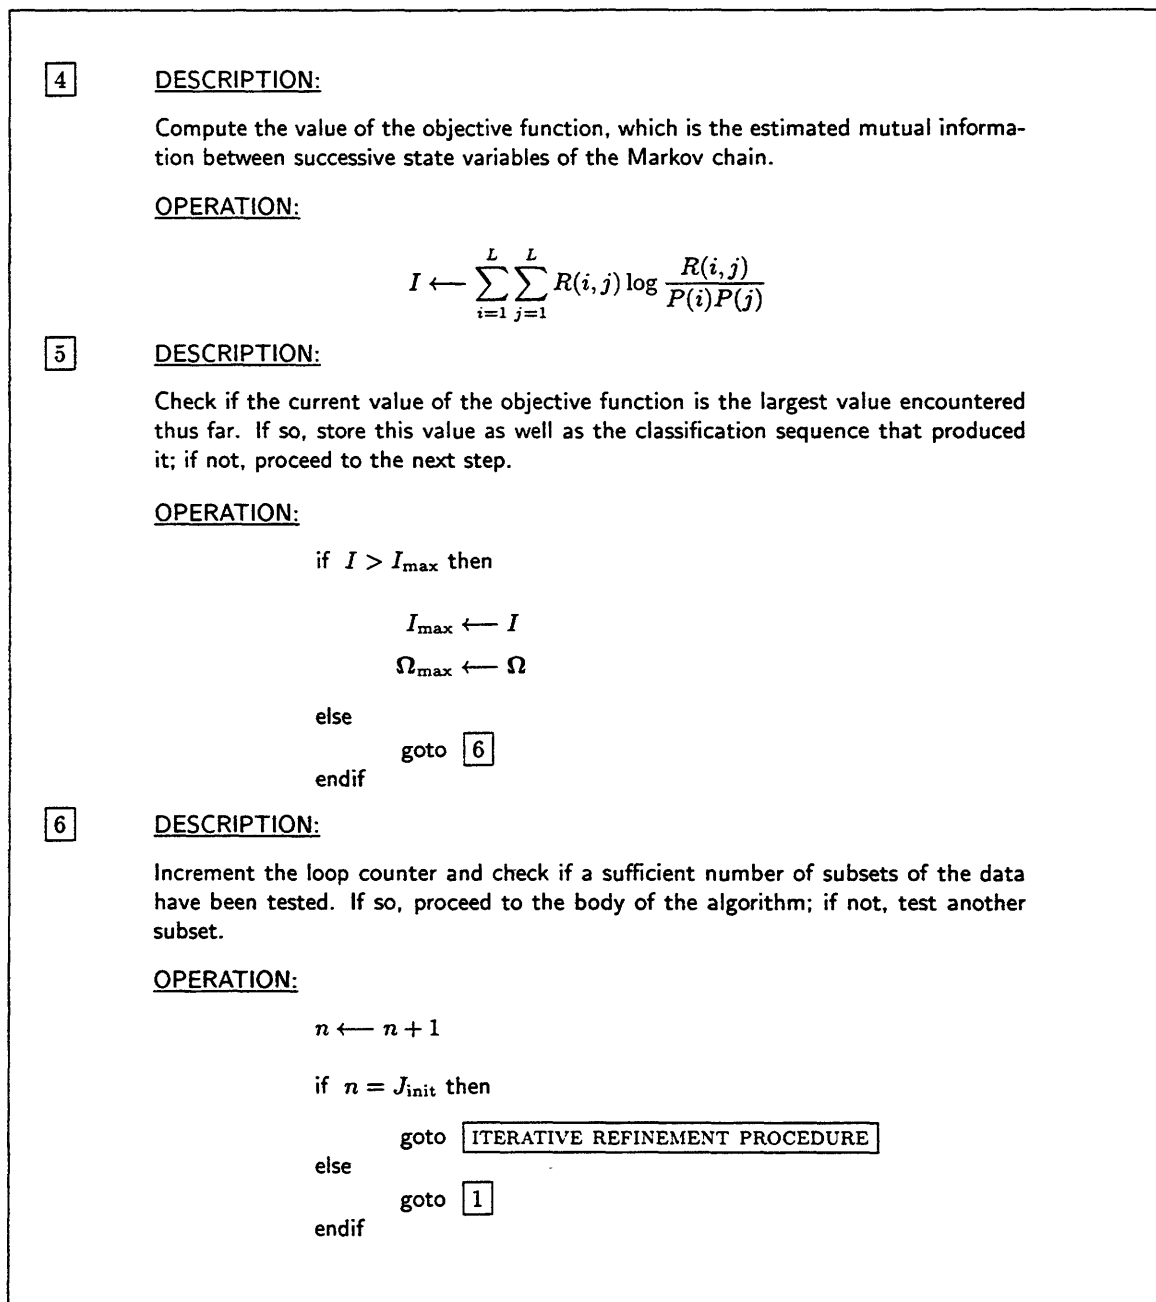 4 DESCRIPTION:
Compute the value of the objective function, which is the estimated mutual informa-
tion between successive state variables of the Markov chain.
OPERATION:
I ⟵ ∑_{i=1}^{L} ∑_{j=1}^{L} R(i,j) log R(i,j) / P(i)P(j)
5 DESCRIPTION:
Check if the current value of the objective function is the largest value encountered
thus far. If so, store this value as well as the classification sequence that produced
it; if not, proceed to the next step.
OPERATION:
if I > I_max then
I_max ⟵ I
Ω_max ⟵ Ω
else
goto 6
endif
6 DESCRIPTION:
Increment the loop counter and check if a sufficient number of subsets of the data
have been tested. If so, proceed to the body of the algorithm; if not, test another
subset.
OPERATION:
n ⟵ n + 1
if n = J_init then
goto ITERATIVE REFINEMENT PROCEDURE
else
goto 1
endif